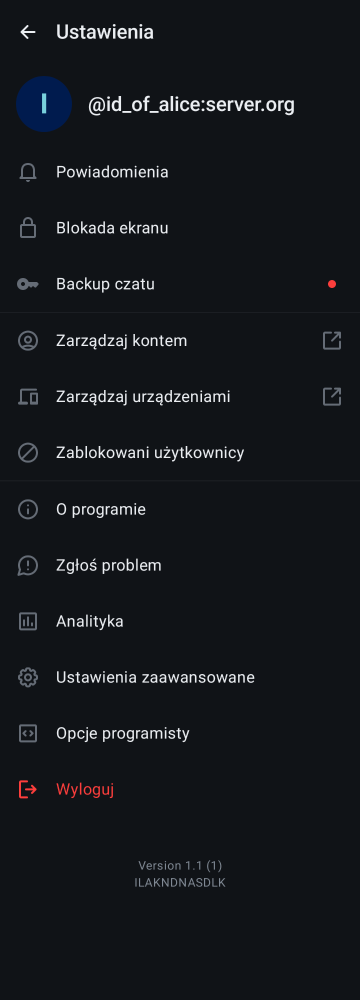 Ustawienia
I
@id_of_alice:server.org
Powiadomienia
Blokada ekranu
Backup czatu
Zarządzaj kontem
Zarządzaj urządzeniami
Zablokowani użytkownicy
O programie
Zgłoś problem
Analityka
Ustawienia zaawansowane
Opcje programisty
Wyloguj
Version 1.1 (1)
ILAKNDNASDLK